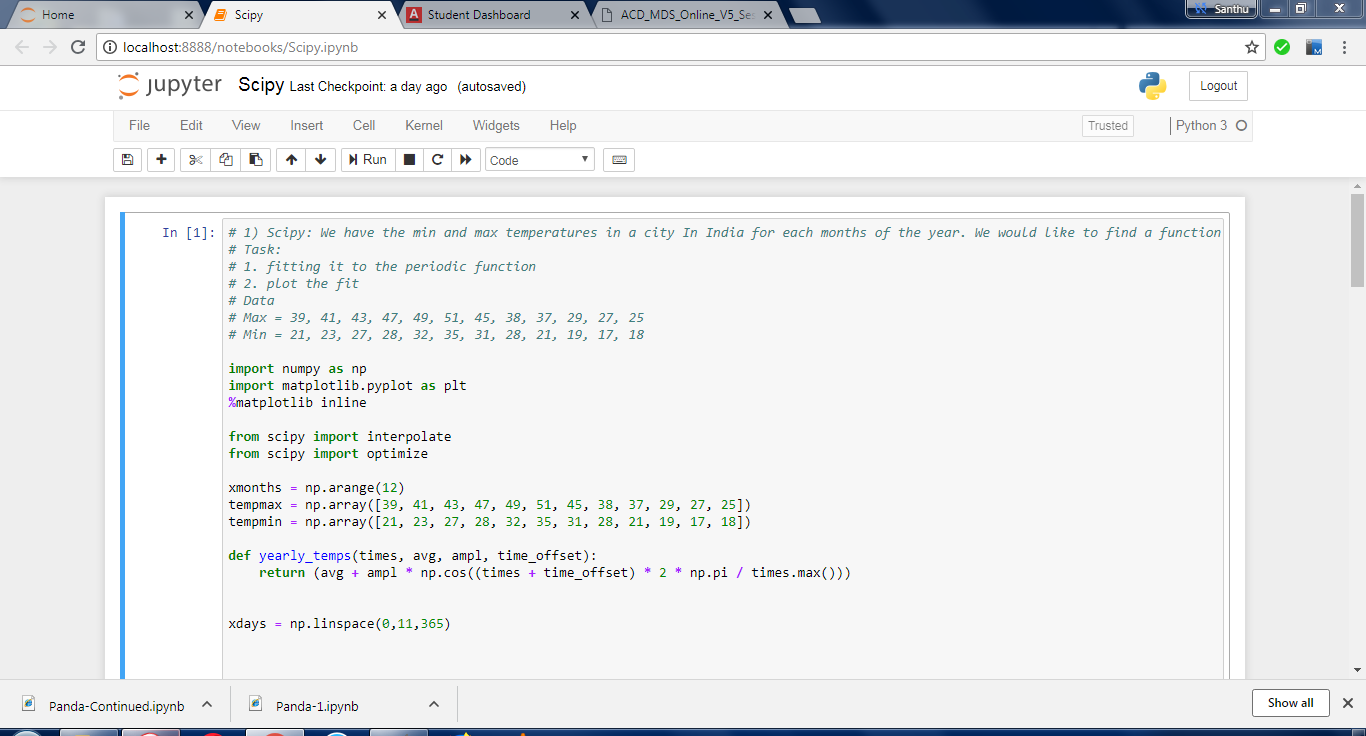 Home
Scipy
Student Dashboard
ACD_MDS_Online_V5_Se
Santhu
localhost:8888/notebooks/Scipy.ipynb
jupyter Scipy Last Checkpoint: a day ago (autosaved)
Logout
File Edit View Insert Cell Kernel Widgets Help
Trusted Python 3
Run Code
In [1]:
# 1) Scipy: We have the min and max temperatures in a city In India for each months of the year. We would like to find a function
# Task:
# 1. fitting it to the periodic function
# 2. plot the fit
# Data
# Max = 39, 41, 43, 47, 49, 51, 45, 38, 37, 29, 27, 25
# Min = 21, 23, 27, 28, 32, 35, 31, 28, 21, 19, 17, 18
import numpy as np
import matplotlib.pyplot as plt
%matplotlib inline
from scipy import interpolate
from scipy import optimize
xmonths = np.arange(12)
tempmax = np.array([39, 41, 43, 47, 49, 51, 45, 38, 37, 29, 27, 25])
tempmin = np.array([21, 23, 27, 28, 32, 35, 31, 28, 21, 19, 17, 18])
def yearly_temps(times, avg, ampl, time_offset):
    return (avg + ampl * np.cos((times + time_offset) * 2 * np.pi / times.max()))
xdays = np.linspace(0,11,365)
Panda-Continued.ipynb
Panda-1.ipynb
Show all